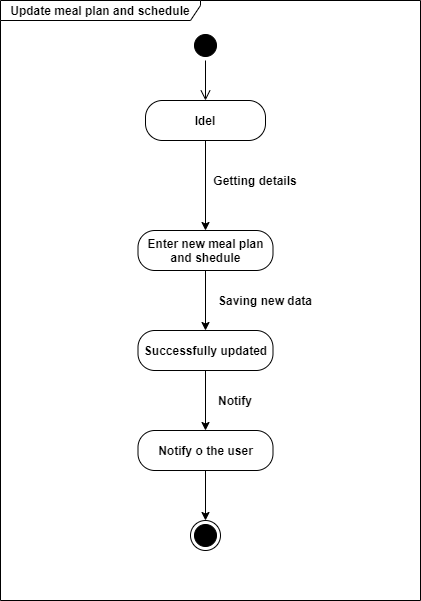 Update meal plan and schedule
Idel
Getting details
Enter new meal plan
and shedule
Saving new data
Successfully updated
Notify
Notify o the user